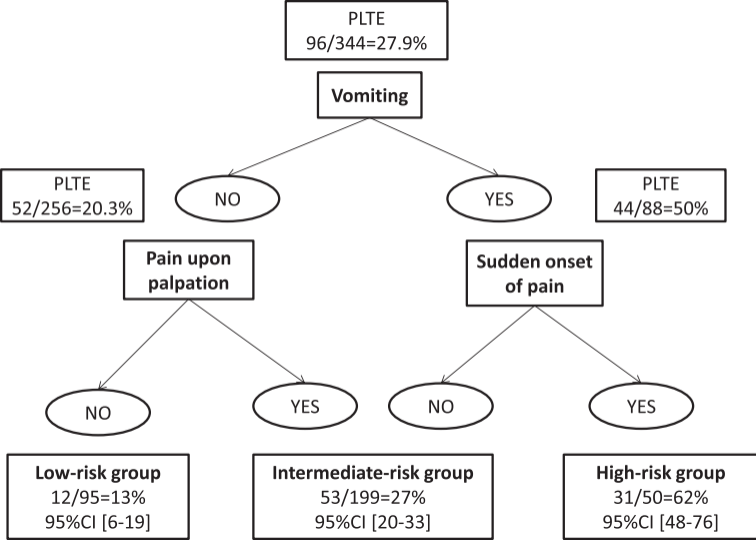 PLTE
96/344=27.9%
Vomiting
PLTE
52/256=20.3%
NO
YES
PLTE
44/88=50%
Pain upon
palpation
Sudden onset
of pain
NO
YES
NO
YES
Low-risk group
12/95=13%
95%CI [6-19]
Intermediate-risk group
53/199=27%
95%CI [20-33]
High-risk group
31/50=62%
95%CI [48-76]